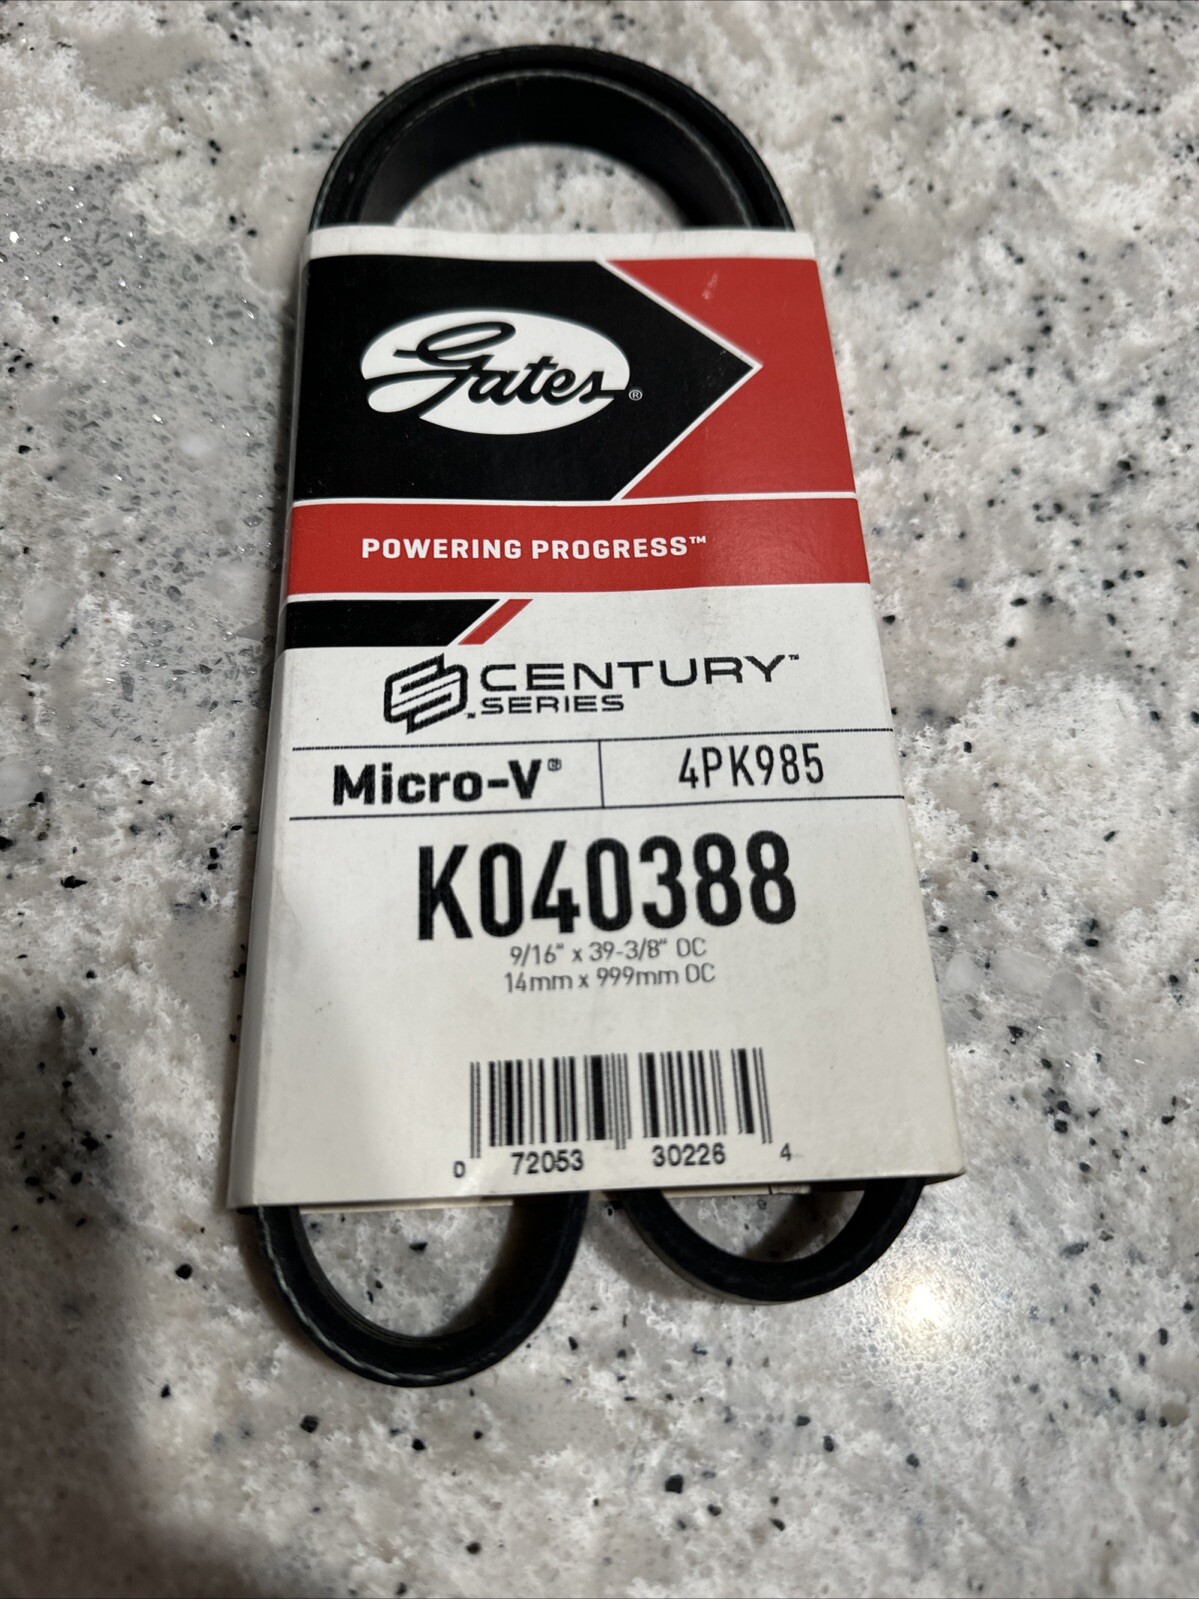 Gates®
POWERING PROGRESS™
CENTURY™
™ SERIES
Micro-V® 4PK985
K040388
9/16" x 39-3/8" OC
14mm x 999mm OC
0 72053 30226 4